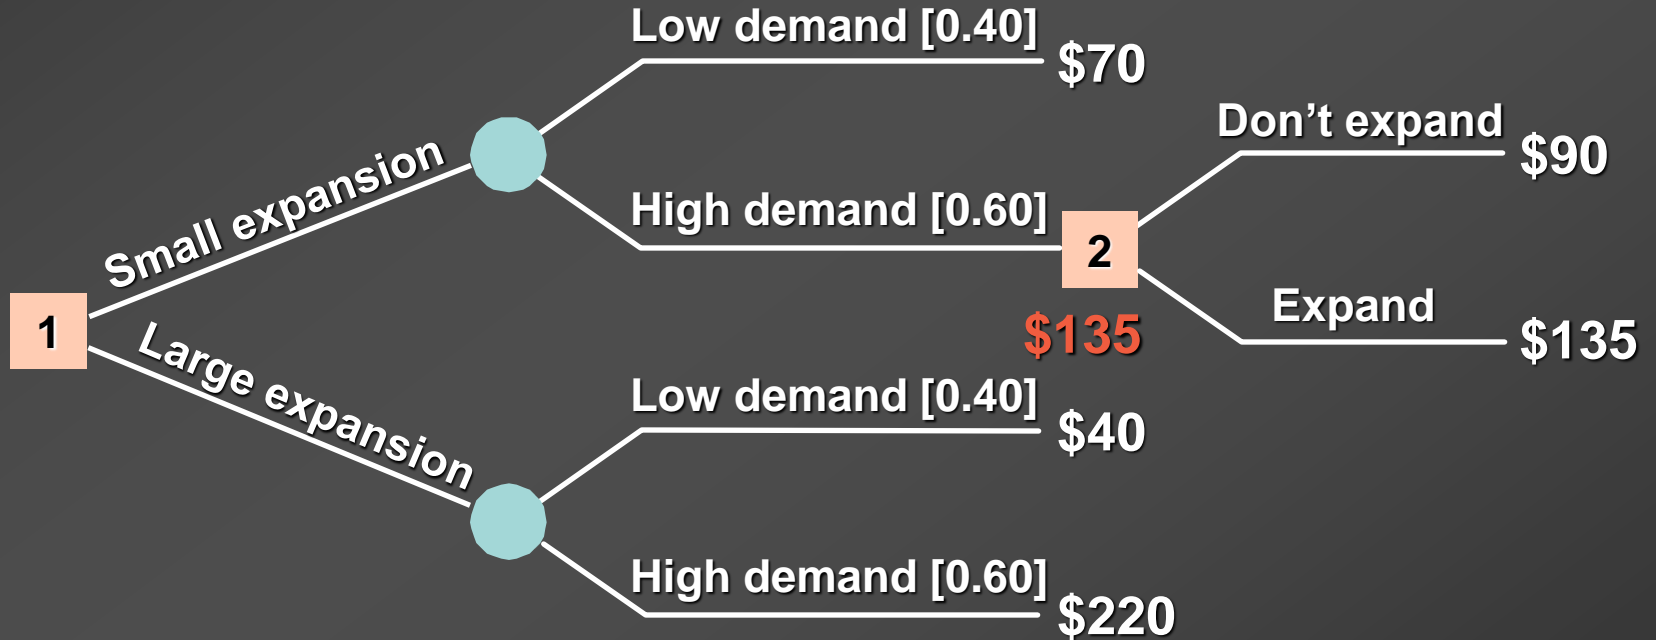 Low demand [0.40]
$70
Don’t expand
$90
Small expansion
High demand [0.60]
2
Expand
1
$135
$135
Large expansion
Low demand [0.40]
$40
High demand [0.60]
$220